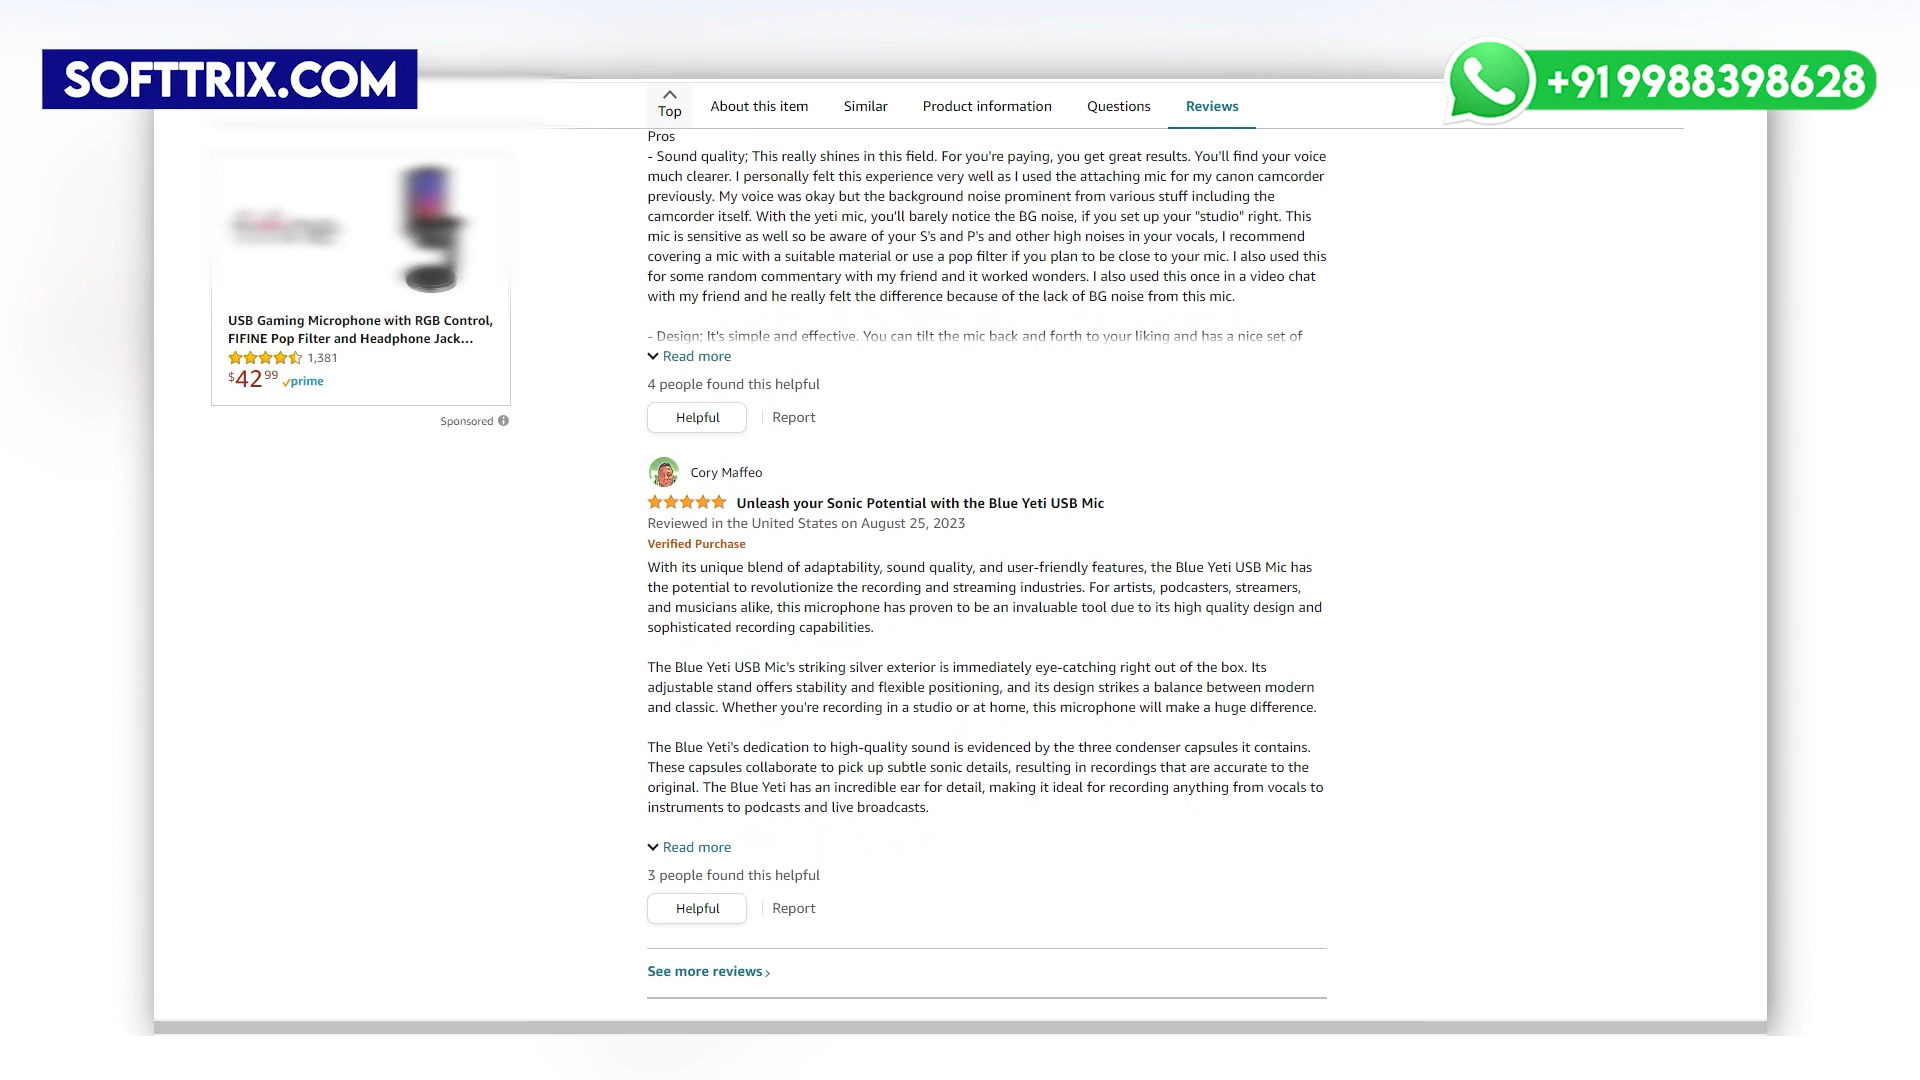 SOFTTRIX.COM
+91 9988398628
Top
About this item
Similar
Product information
Questions
Reviews
USB Gaming Microphone with RGB Control,
FIFINE Pop Filter and Headphone Jack...
1,381
$42 99 prime
Sponsored
Pros
- Sound quality; This really shines in this field. For you're paying, you get great results. You'll find your voice
much clearer. I personally felt this experience very well as I used the attaching mic for my canon camcorder
previously. My voice was okay but the background noise prominent from various stuff including the
camcorder itself. With the yeti mic, you'll barely notice the BG noise, if you set up your "studio" right. This
mic is sensitive as well so be aware of your S's and P's and other high noises in your vocals, I recommend
covering a mic with a suitable material or use a pop filter if you plan to be close to your mic. I also used this
for some random commentary with my friend and it worked wonders. I also used this once in a video chat
with my friend and he really felt the difference because of the lack of BG noise from this mic.
- Design; It's simple and effective. You can tilt the mic back and forth to your liking and has a nice set of
Read more
4 people found this helpful
Helpful
Report
Cory Maffeo
Unleash your Sonic Potential with the Blue Yeti USB Mic
Reviewed in the United States on August 25, 2023
Verified Purchase
With its unique blend of adaptability, sound quality, and user-friendly features, the Blue Yeti USB Mic has
the potential to revolutionize the recording and streaming industries. For artists, podcasters, streamers,
and musicians alike, this microphone has proven to be an invaluable tool due to its high quality design and
sophisticated recording capabilities.
The Blue Yeti USB Mic's striking silver exterior is immediately eye-catching right out of the box. Its
adjustable stand offers stability and flexible positioning, and its design strikes a balance between modern
and classic. Whether you're recording in a studio or at home, this microphone will make a huge difference.
The Blue Yeti's dedication to high-quality sound is evidenced by the three condenser capsules it contains.
These capsules collaborate to pick up subtle sonic details, resulting in recordings that are accurate to the
original. The Blue Yeti has an incredible ear for detail, making it ideal for recording anything from vocals to
instruments to podcasts and live broadcasts.
Read more
3 people found this helpful
Helpful
Report
See more reviews ›